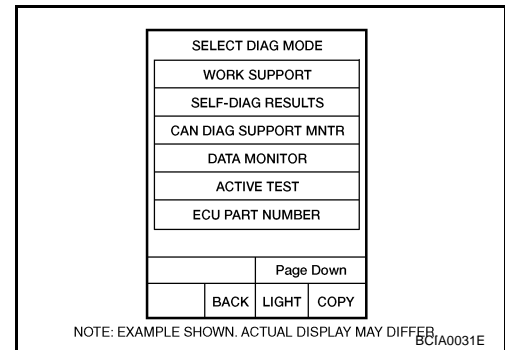 SELECT DIAG MODE
WORK SUPPORT
SELF-DIAG RESULTS
CAN DIAG SUPPORT MNTR
DATA MONITOR
ACTIVE TEST
ECU PART NUMBER
Page Down
BACK LIGHT COPY
NOTE: EXAMPLE SHOWN. ACTUAL DISPLAY MAY DIFFER.
BCIA0031E